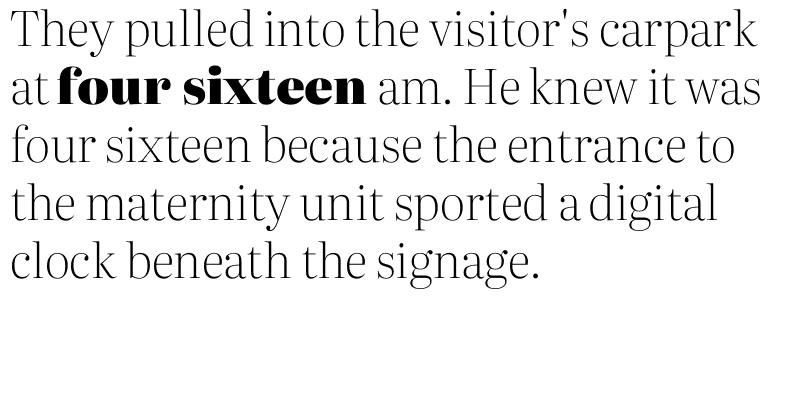 They pulled into the visitor's carpark
at four sixteen am. He knew it was
four sixteen because the entrance to
the maternity unit sported a digital
clock beneath the signage.